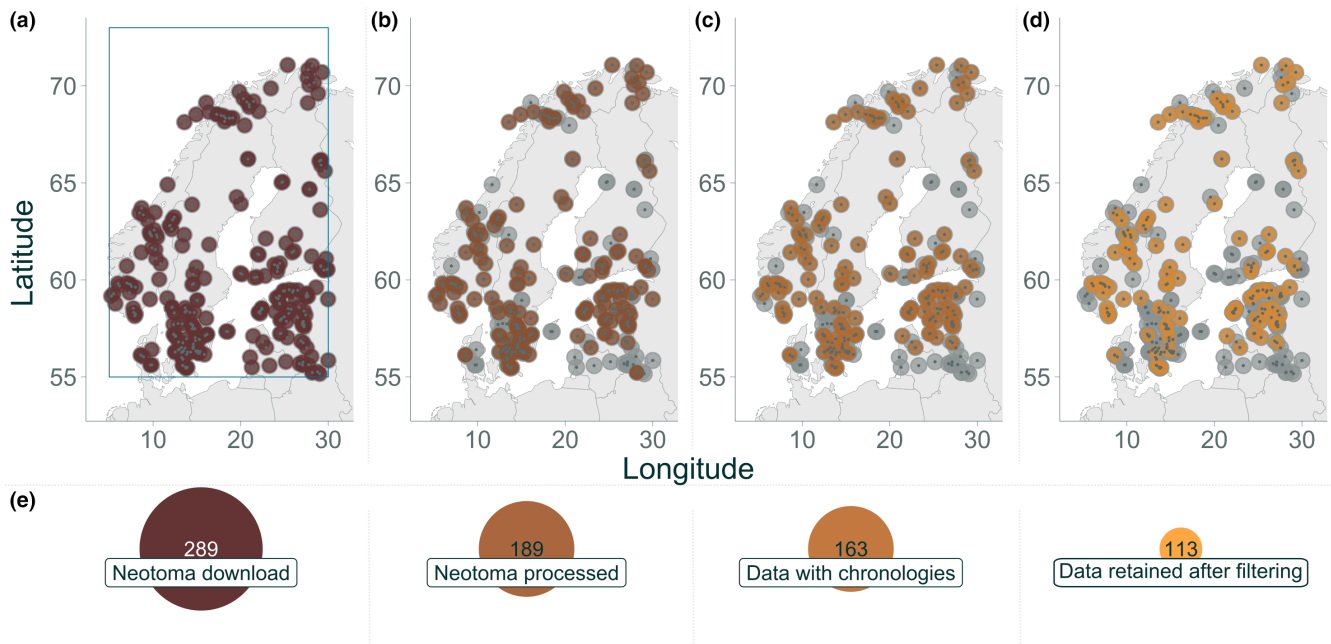 (a)
(b)
(c)
(d)
Latitude
70
65
60
55
70
65
60
55
70
65
60
55
70
65
60
55
10 20 30
10 20 30
10 20 30
10 20 30
Longitude
(e)
289
Neotoma download
189
Neotoma processed
163
Data with chronologies
113
Data retained after filtering